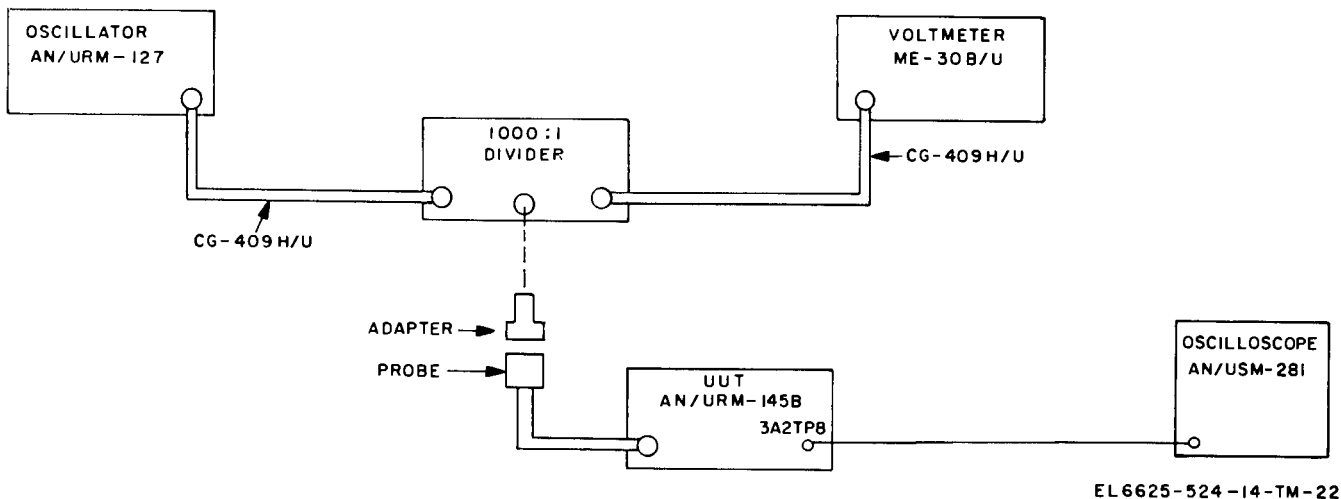 OSCILLATOR
AN/URM-127
VOLTMETER
ME-30B/U
1000:1
DIVIDER
CG-409H/U
CG-409H/U
ADAPTER
PROBE
UUT
AN/URM-145B
3A2TP8
OSCILLOSCOPE
AN/USM-281
EL6625-524-14-TM-22